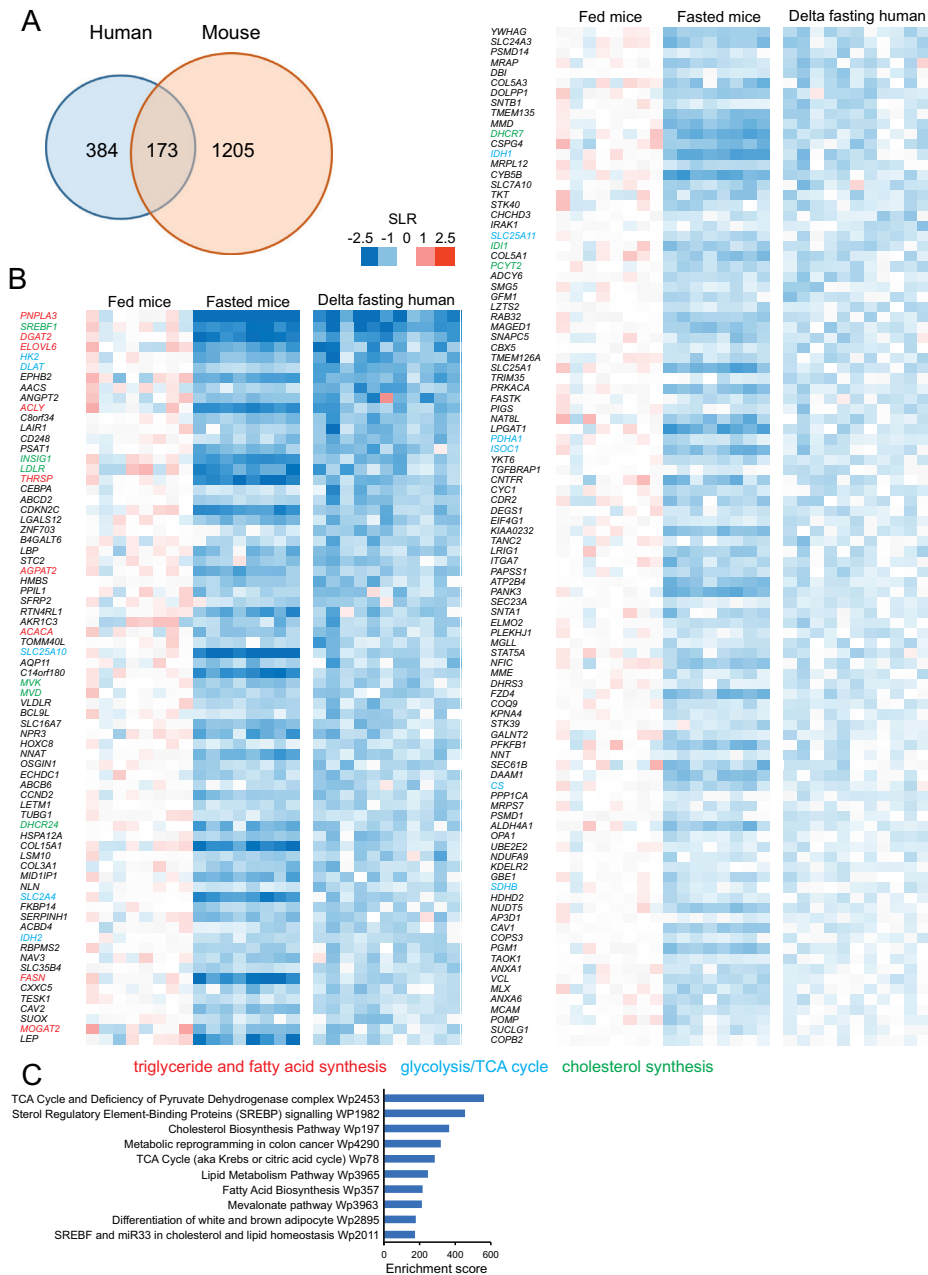 A
Human
Mouse
384
173
1205
SLR
-2.5 -1 0 1 2.5
B
Fed mice
Fasted mice
Delta fasting human
PNPLA3
SREBF1
DGAT2
ELOVL6
HK2
DLAT
EPHB2
AACS
ANGPT2
ACLY
C8orf34
LAIR1
CD248
PSAT1
INSIG1
LDLR
THRSP
CEBPA
ABCD2
CDKN2C
LGALS12
ZNF703
B4GALT6
LBP
STC2
AGPAT2
HMBS
PPIL1
SFRP2
RTN4RL1
AKR1C3
ACACA
TOMM40L
SLC25A10
AQP11
C14orf180
MVK
MVD
VLDLR
BCL9L
SLC16A7
NPR3
HOXC8
NNAT
OSGIN1
ECHDC1
ABCB6
CCND2
LETM1
TUBG1
DHCR24
HSPA12A
COL15A1
LSM10
COL3A1
MID1IP1
NLN
SLC2A4
FKBP14
SERPINH1
ACBD4
IDH2
RBPMS2
NAV3
SLC35B4
FASN
CXXC5
TESK1
CAV2
SUOX
MOGAT2
LEP
Fed mice
Fasted mice
Delta fasting human
YWHAG
SLC24A3
PSMD14
MRAP
DBI
COL5A3
DOLPP1
SNTB1
TMEM135
MMD
DHCR7
CSPG4
IDH1
MRPL12
CYB5B
SLC7A10
TKT
STK40
CHCHD3
IRAK1
SLC25A11
IDI1
COL5A1
PCYT2
ADCY6
SMG5
GFM1
LZTS2
RAB32
MAGED1
SNAPC5
CBX5
TMEM126A
SLC25A1
TRIM35
PRKACA
FASTK
PIGS
NAT8L
LPGAT1
PDHA1
ISOC1
YKT6
TGFBRAP1
CNTFR
CYC1
CDR2
DEGS1
EIF4G1
KIAA0232
TANC2
LRIG1
ITGA7
PAPSS1
ATP2B4
PANK3
SEC23A
SNTA1
ELMO2
PLEKHJ1
MGLL
STAT5A
NFIC
MME
DHRS3
FZD4
COQ9
KPNA4
STK39
GALNT2
PFKFB1
NNT
SEC61B
DAAM1
CS
PPP1CA
MRPS7
PSMD1
ALDH4A1
OPA1
UBE2E2
NDUFA9
KDELR2
GBE1
SDHB
HDHD2
NUDT5
AP3D1
CAV1
COPS3
PGM1
TAOK1
ANXA1
VCL
MLX
ANXA6
MCAM
POMP
SUCLG1
COPB2
triglyceride and fatty acid synthesis glycolysis/TCA cycle cholesterol synthesis
C
TCA Cycle and Deficiency of Pyruvate Dehydrogenase complex Wp2453
Sterol Regulatory Element-Binding Proteins (SREBP) signalling WP1982
Cholesterol Biosynthesis Pathway Wp197
Metabolic reprogramming in colon cancer Wp4290
TCA Cycle (aka Krebs or citric acid cycle) Wp78
Lipid Metabolism Pathway Wp3965
Fatty Acid Biosynthesis Wp357
Mevalonate pathway Wp3963
Differentiation of white and brown adipocyte Wp2895
SREBF and miR33 in cholesterol and lipid homeostasis Wp2011
0 200 400 600
Enrichment score